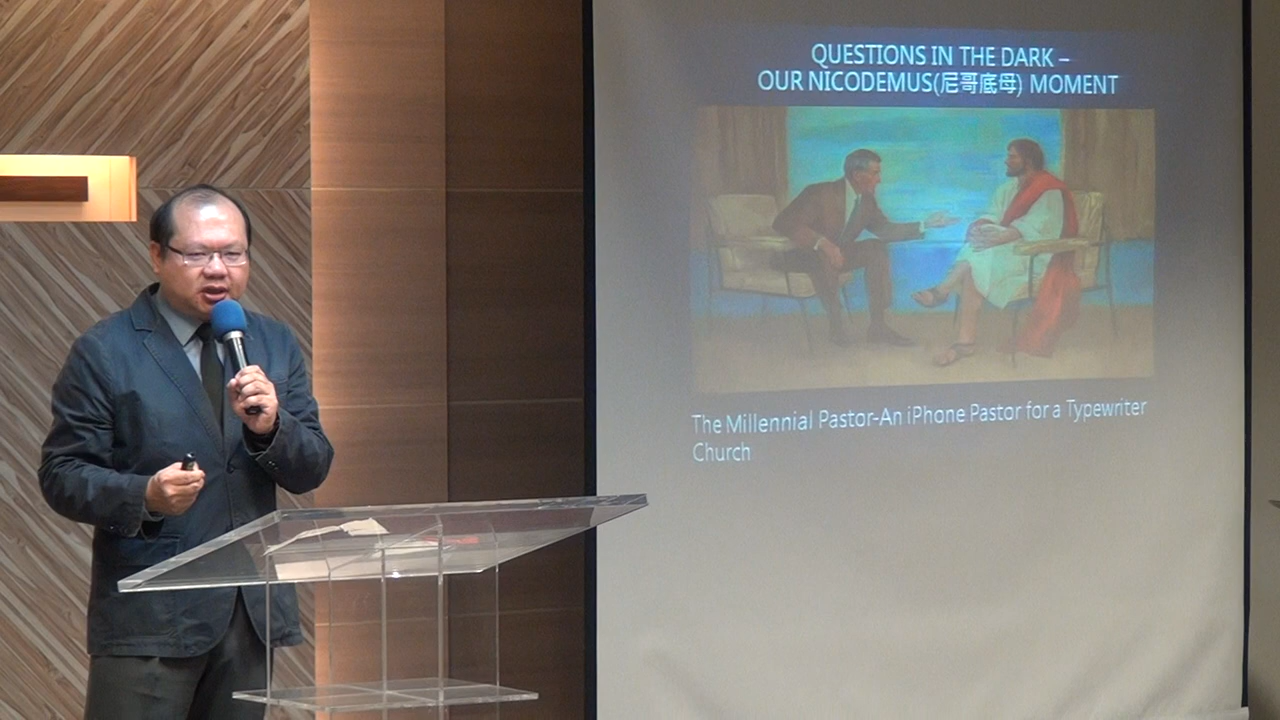 QUESTIONS IN THE DARK –
OUR NICODEMUS(尼哥底母) MOMENT
The Millennial Pastor-An iPhone Pastor for a Typewriter
Church